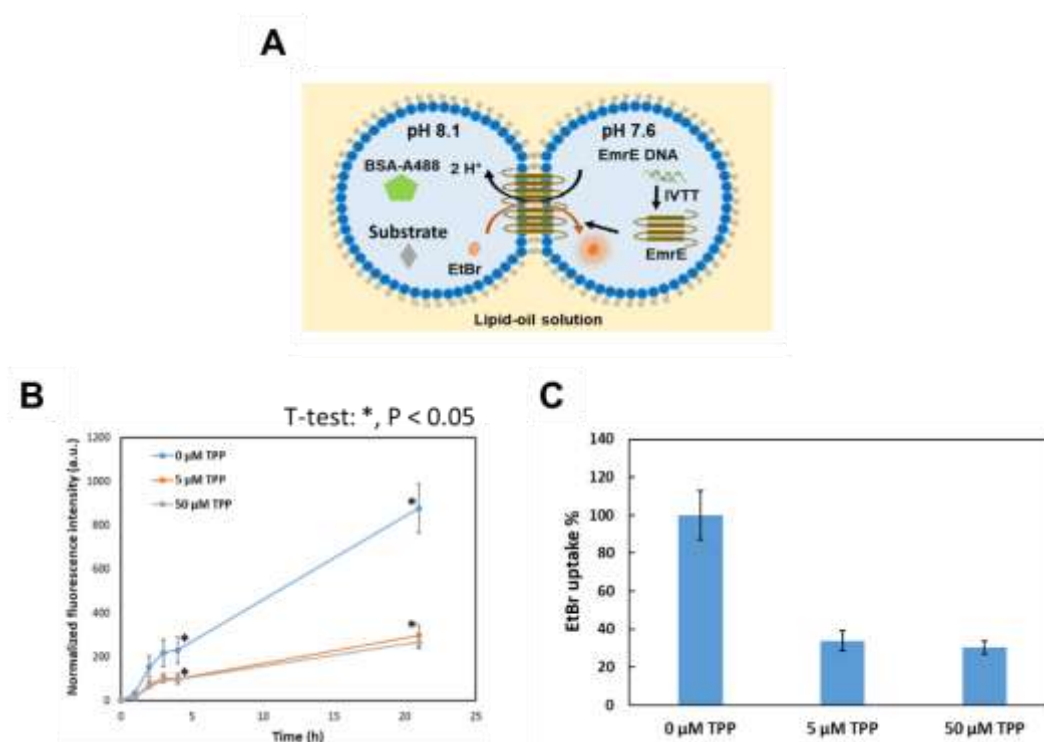 A
pH 8.1
pH 7.6
BSA-A488
2 H⁺
EmrE DNA
IVTT
Substrate
EtBr
EmrE
Lipid-oil solution
B
T-test: *, P < 0.05
Normalized fluorescence intensity (a.u.)
1200
1000
800
600
400
200
0
0 µM TPP
5 µM TPP
50 µM TPP
*
*
*
*
0 5 10 15 20 25
Time (h)
C
EtBr uptake %
140
120
100
80
60
40
20
0
0 µM TPP 5 µM TPP 50 µM TPP